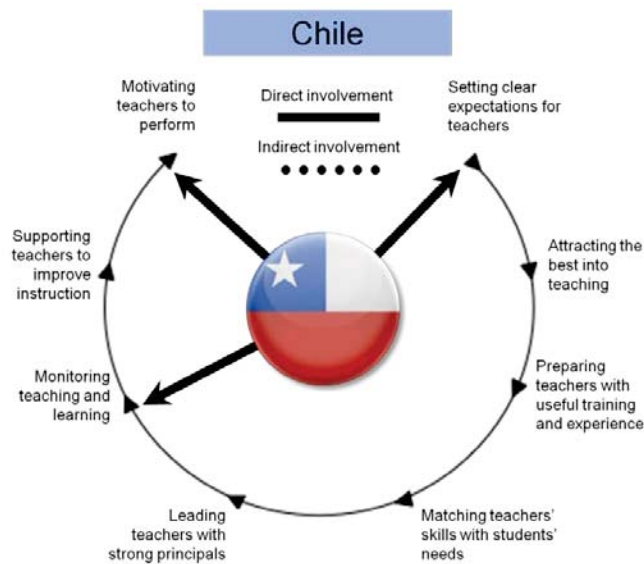 Chile
Motivating
teachers to
perform
Direct involvement
Indirect involvement
Setting clear
expectations for
teachers
Supporting
teachers to
improve
instruction
Attracting the
best into
teaching
Monitoring
teaching and
learning
Preparing
teachers with
useful training
and experience
Leading
teachers with
strong principals
Matching teachers'
skills with students'
needs